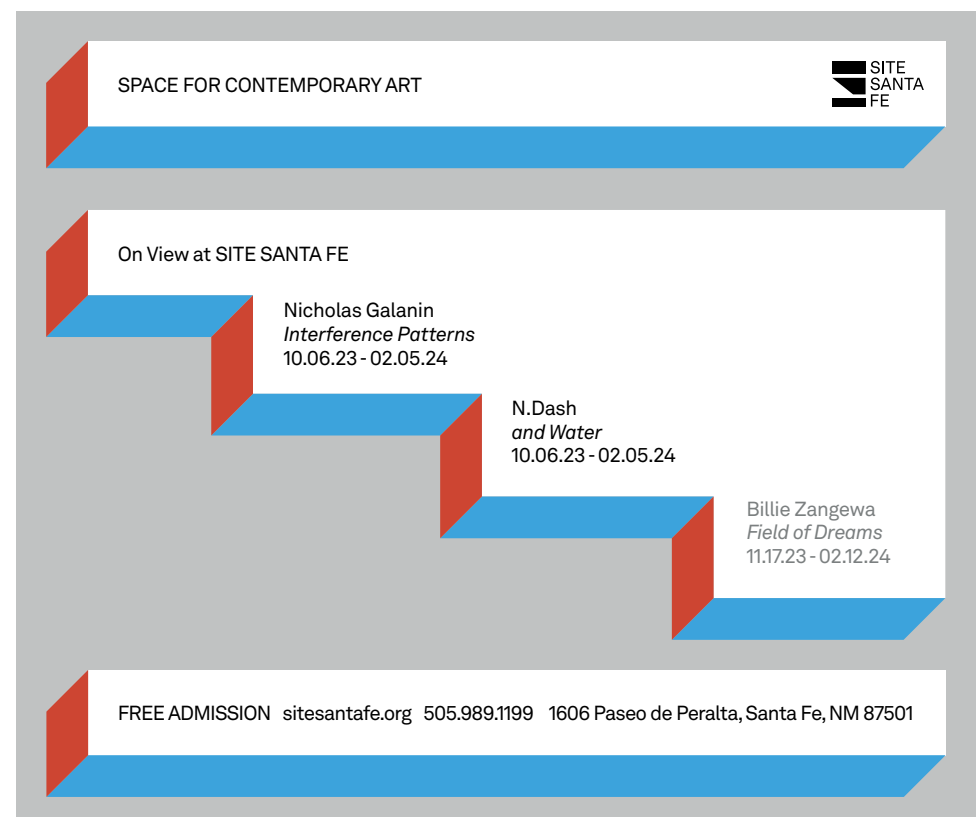 SPACE FOR CONTEMPORARY ART
SITE
SANTA
FE
On View at SITE SANTA FE
Nicholas Galanin
Interference Patterns
10.06.23 - 02.05.24
N.Dash
and Water
10.06.23 - 02.05.24
Billie Zangewa
Field of Dreams
11.17.23 - 02.12.24
FREE ADMISSION sitesantafe.org 505.989.1199 1606 Paseo de Peralta, Santa Fe, NM 87501